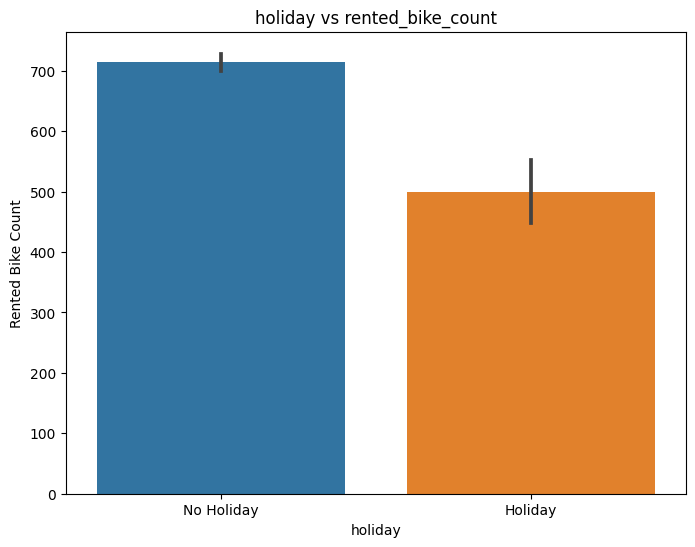 holiday vs rented_bike_count
Rented Bike Count
700
600
500
400
300
200
100
0
No Holiday
Holiday
holiday